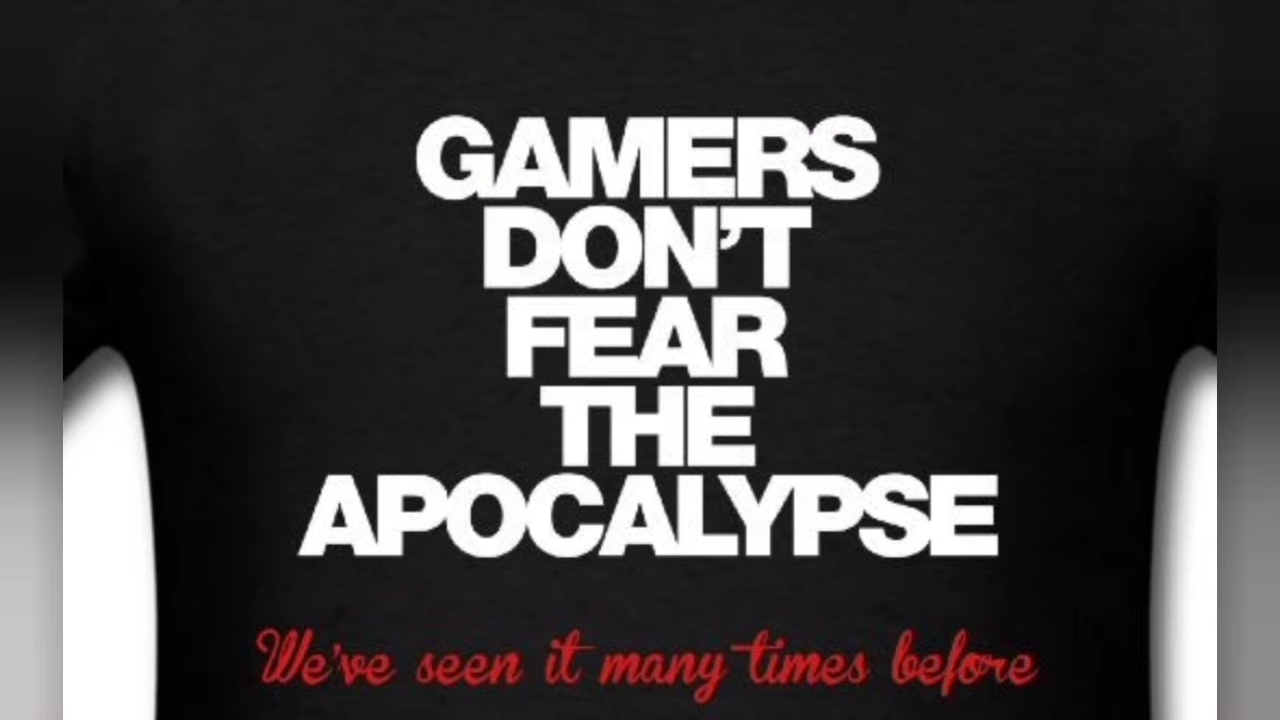 GAMERS
DON'T
FEAR
THE
APOCALYPSE
We've seen it many times before